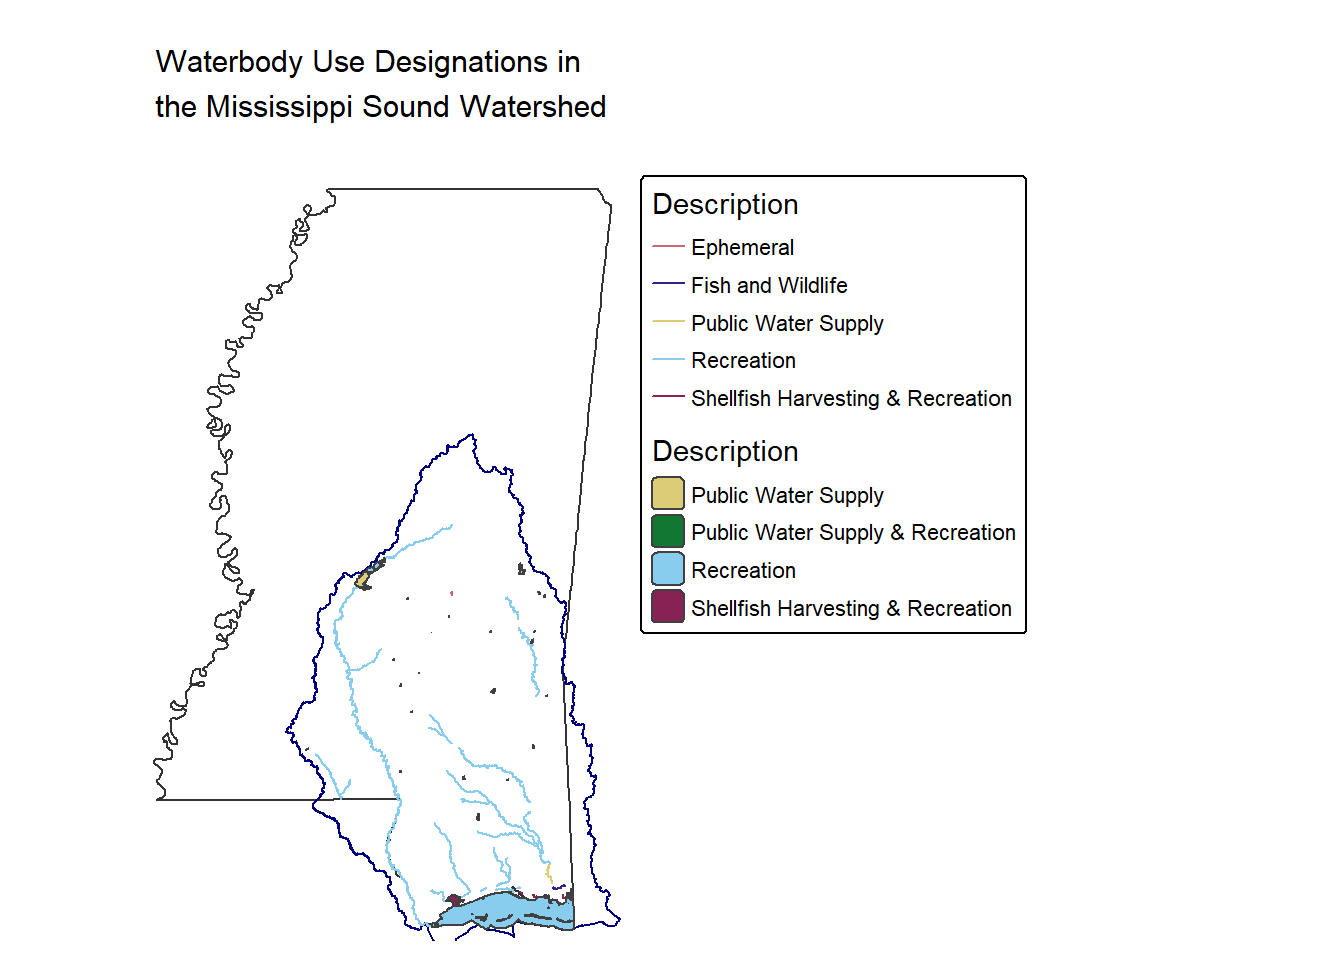 Waterbody Use Designations in
the Mississippi Sound Watershed
Description
Ephemeral
Fish and Wildlife
Public Water Supply
Recreation
Shellfish Harvesting & Recreation
Description
Public Water Supply
Public Water Supply & Recreation
Recreation
Shellfish Harvesting & Recreation